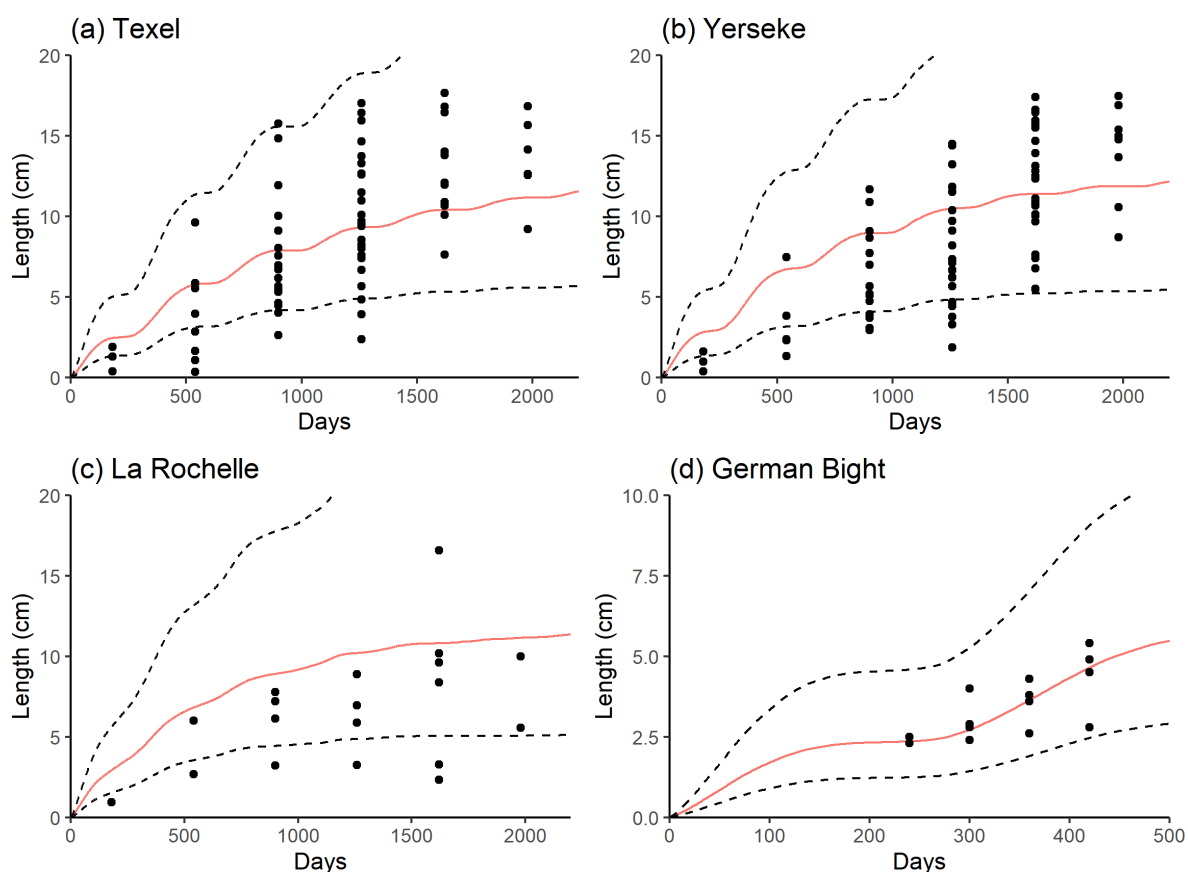 (a) Texel
20
15
10
5
0
Length (cm)
0 500 1000 1500 2000
Days
(b) Yerseke
20
15
10
5
0
Length (cm)
0 500 1000 1500 2000
Days
(c) La Rochelle
20
15
10
5
0
Length (cm)
0 500 1000 1500 2000
Days
(d) German Bight
10.0
7.5
5.0
2.5
0.0
Length (cm)
0 100 200 300 400 500
Days